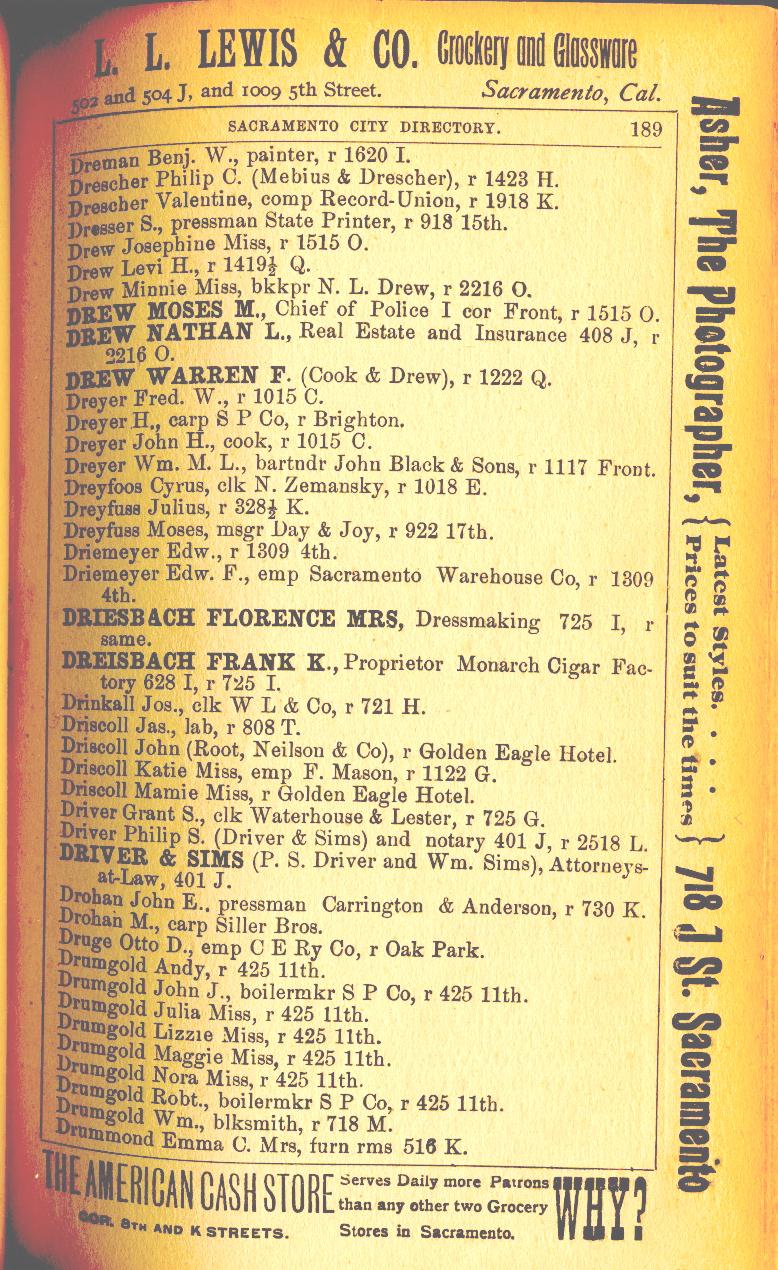 L. L. LEWIS & CO. Crockery and Glassware
502 and 504 J, and 1009 5th Street. Sacramento, Cal.
SACRAMENTO CITY DIRECTORY. 189
Dreman Benj. W., painter, r 1620 I.
Drescher Philip C. (Mebius & Drescher), r 1423 H.
Drescher Valentine, comp Record-Union, r 1918 K.
Dresser S., pressman State Printer, r 918 15th.
Drew Josephine Miss, r 1515 O.
Drew Levi H., r 1419½ Q.
Drew Minnie Miss, bkkpr N. L. Drew, r 2216 O.
DREW MOSES M., Chief of Police I cor Front, r 1515 O.
DREW NATHAN L., Real Estate and Insurance 408 J, r
2216 O.
DREW WARREN F. (Cook & Drew), r 1222 Q.
Dreyer Fred. W., r 1015 C.
Dreyer H., carp S P Co, r Brighton.
Dreyer John H., cook, r 1015 C.
Dreyer Wm. M. L., bartndr John Black & Sons, r 1117 Front.
Dreyfoos Cyrus, clk N. Zemansky, r 1018 E.
Dreyfuss Julius, r 328½ K.
Dreyfuss Moses, msgr Day & Joy, r 922 17th.
Driemeyer Edw., r 1309 4th.
Driemeyer Edw. F., emp Sacramento Warehouse Co, r 1309
4th.
DRIESBACH FLORENCE MRS, Dressmaking 725 I, r
same.
DREISBACH FRANK K., Proprietor Monarch Cigar Fac-
tory 628 I, r 725 I.
Drinkall Jos., clk W L & Co, r 721 H.
Driscoll Jas., lab, r 808 T.
Driscoll John (Root, Neilson & Co), r Golden Eagle Hotel.
Driscoll Katie Miss, emp F. Mason, r 1122 G.
Driscoll Mamie Miss, r Golden Eagle Hotel.
Driver Grant S., clk Waterhouse & Lester, r 725 G.
Driver Philip S. (Driver & Sims) and notary 401 J, r 2518 L.
DRIVER & SIMS (P. S. Driver and Wm. Sims), Attorneys-
at-Law, 401 J.
Drohan John E., pressman Carrington & Anderson, r 730 K.
Drohan M., carp Siller Bros.
Druge Otto D., emp C E Ry Co, r Oak Park.
Drumgold Andy, r 425 11th.
Drumgold John J., boilermkr S P Co, r 425 11th.
Drumgold Julia Miss, r 425 11th.
Drumgold Lizzie Miss, r 425 11th.
Drumgold Maggie Miss, r 425 11th.
Drumgold Nora Miss, r 425 11th.
Drumgold Robt., boilermkr S P Co, r 425 11th.
Drumgold Wm., blksmith, r 718 M.
Drummond Emma C. Mrs, furn rms 516 K.
Asher, The Photographer, { Latest Styles. . . .
Prices to suit the times } 718 J St. Sacramento
THE AMERICAN CASH STORE
COR. 8TH AND K STREETS.
Serves Daily more Patrons
than any other two Grocery
Stores in Sacramento.
WHY?